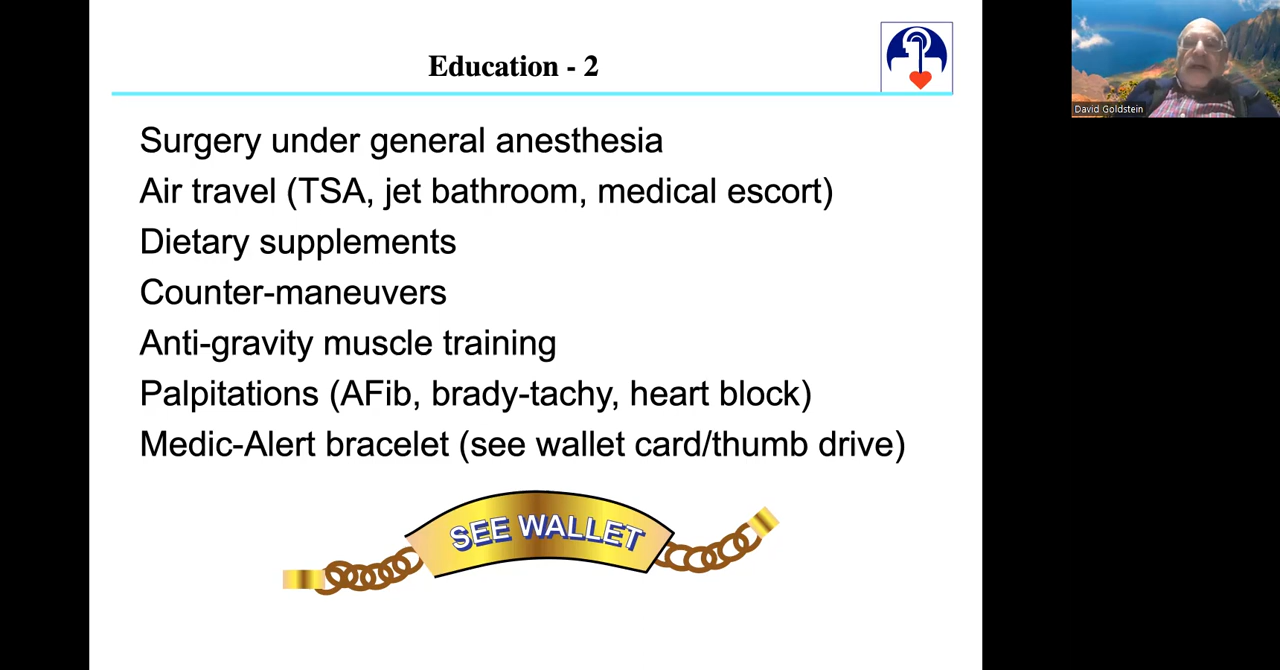 Education - 2
David Goldstein
Surgery under general anesthesia
Air travel (TSA, jet bathroom, medical escort)
Dietary supplements
Counter-maneuvers
Anti-gravity muscle training
Palpitations (AFib, brady-tachy, heart block)
Medic-Alert bracelet (see wallet card/thumb drive)
SEE WALLET